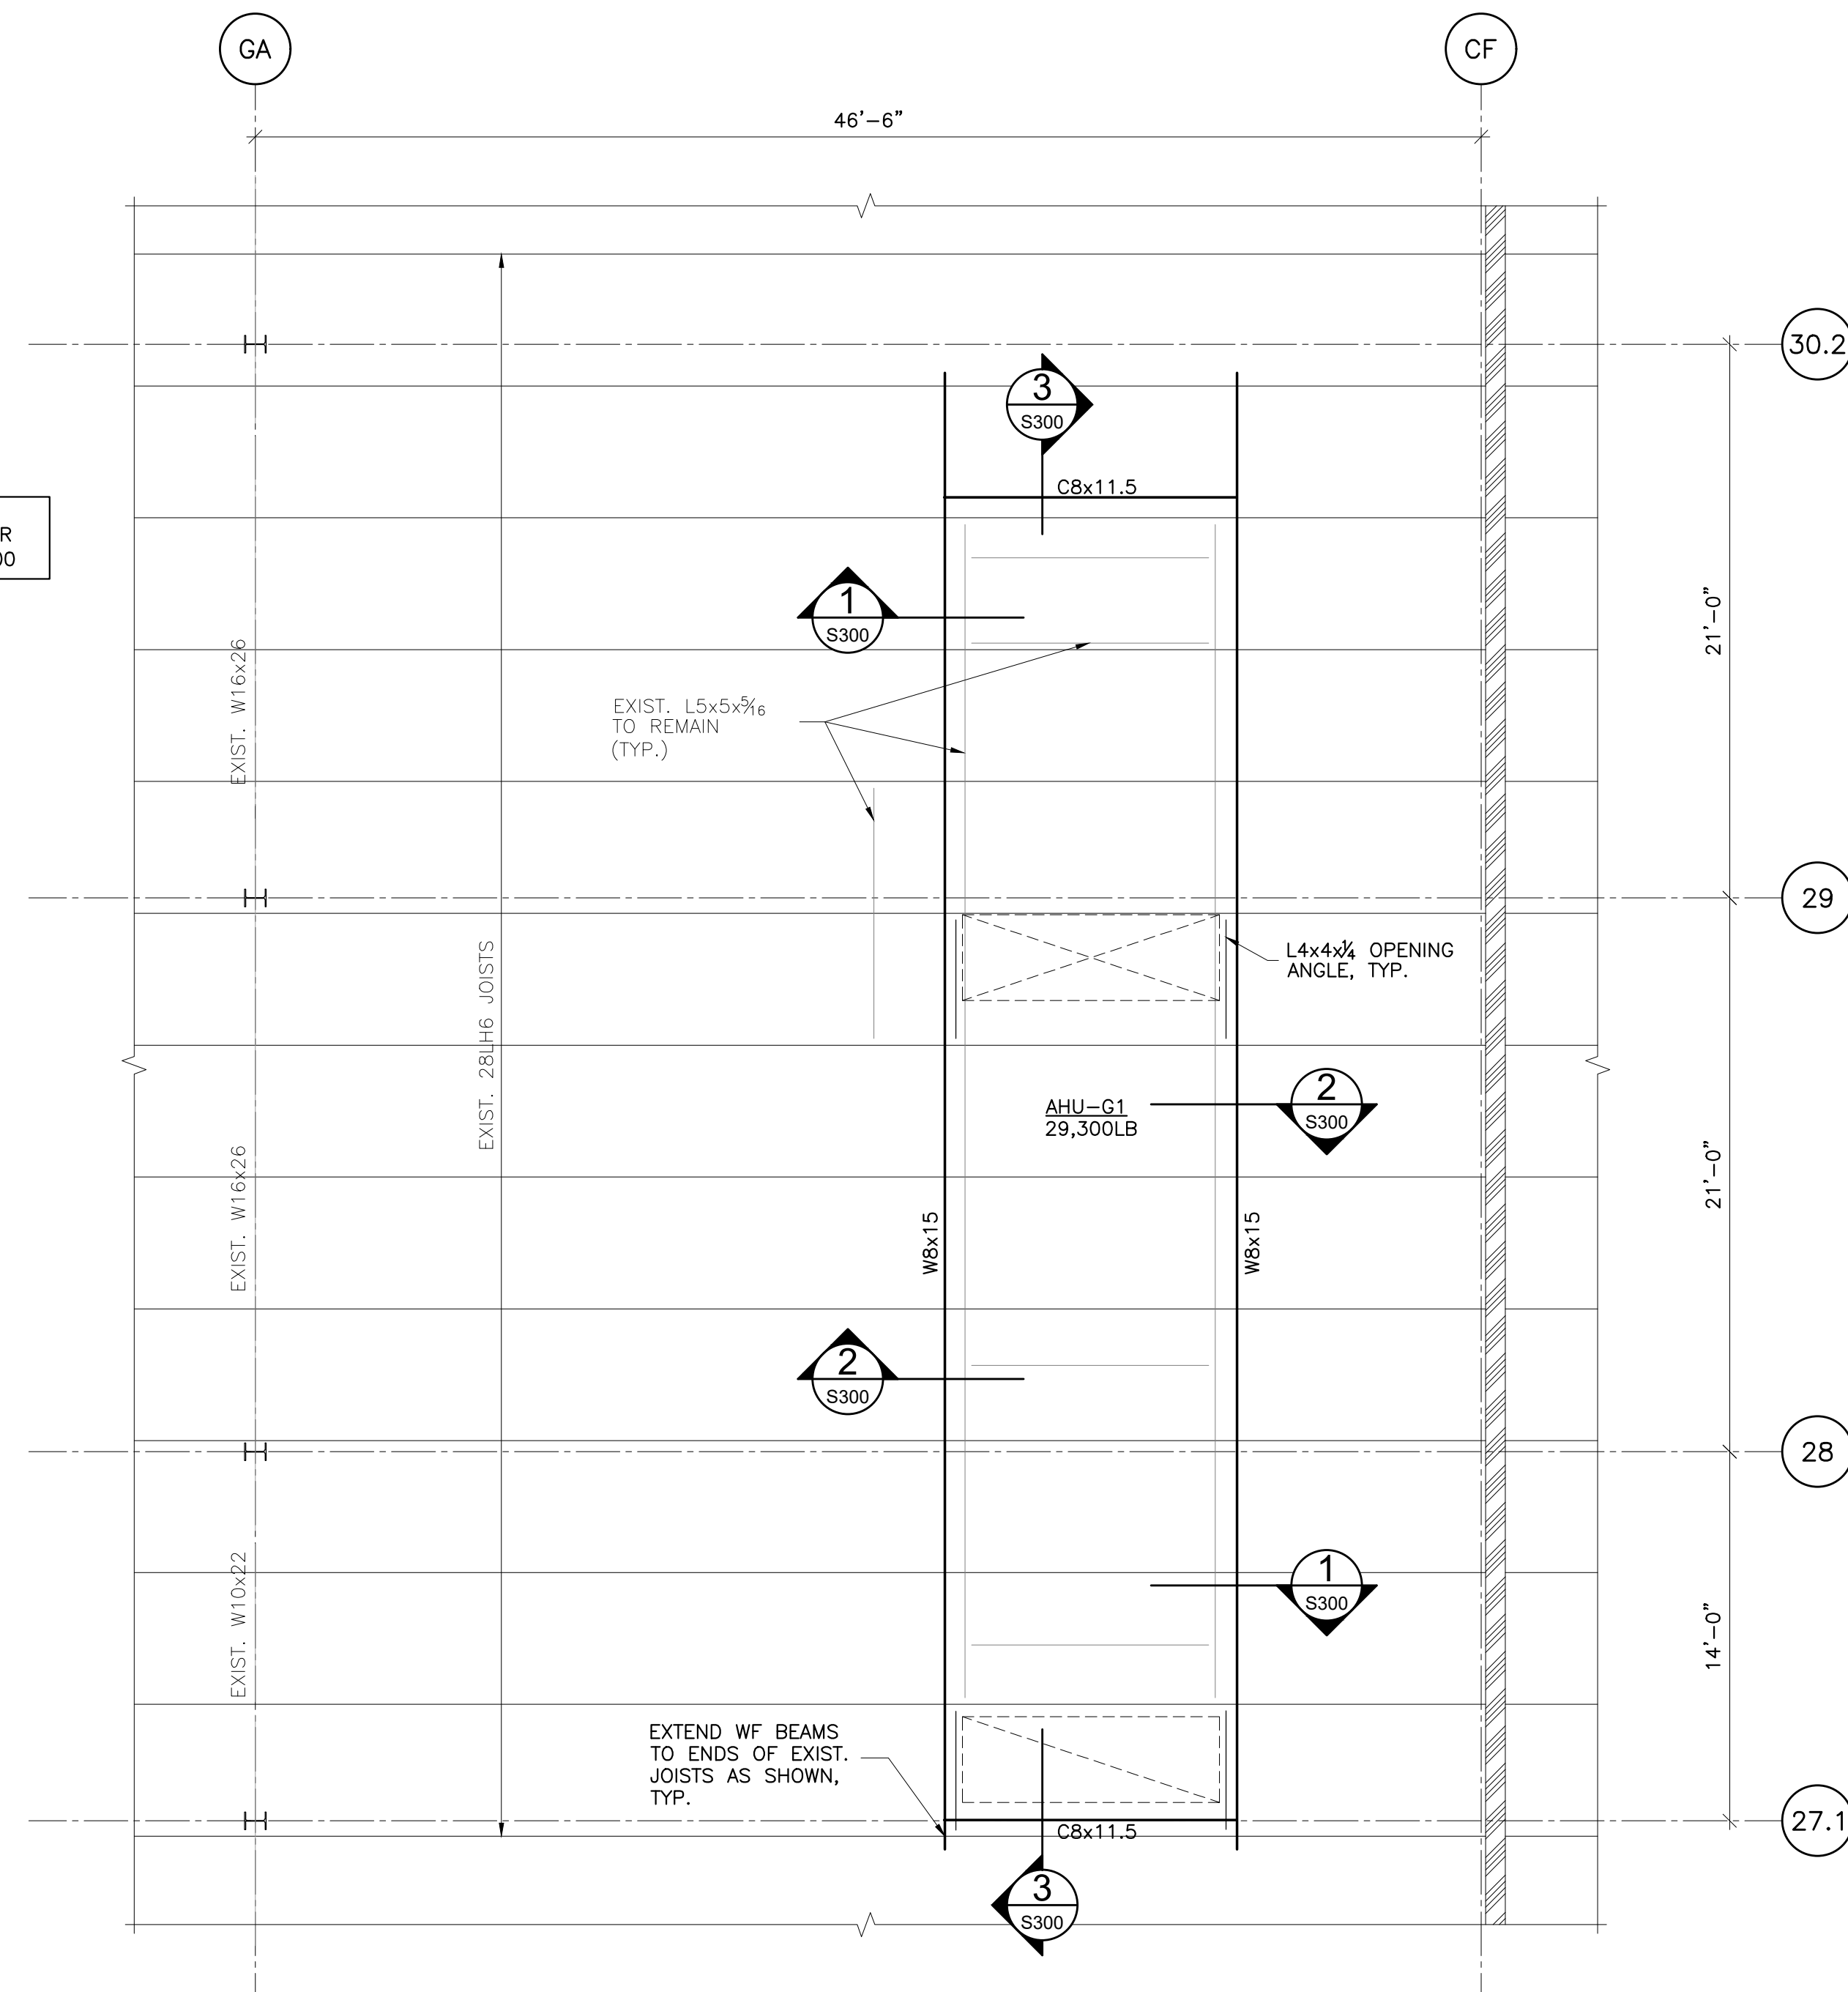 GA
CF
46'-6"
30.2
3
S300
C8x11.5
R
00
1
S300
21'-0"
EXIST. W16x26
EXIST. L5x5x5/16
TO REMAIN
(TYP.)
29
EXIST. 28LH6 JOISTS
L4x4x1/4 OPENING
ANGLE, TYP.
AHU-G1
29,300LB
2
S300
21'-0"
EXIST. W16x26
W8x15
W8x15
2
S300
28
1
S300
EXIST. W10x22
14'-0"
EXTEND WF BEAMS
TO ENDS OF EXIST.
JOISTS AS SHOWN,
TYP.
27.1
C8x11.5
3
S300